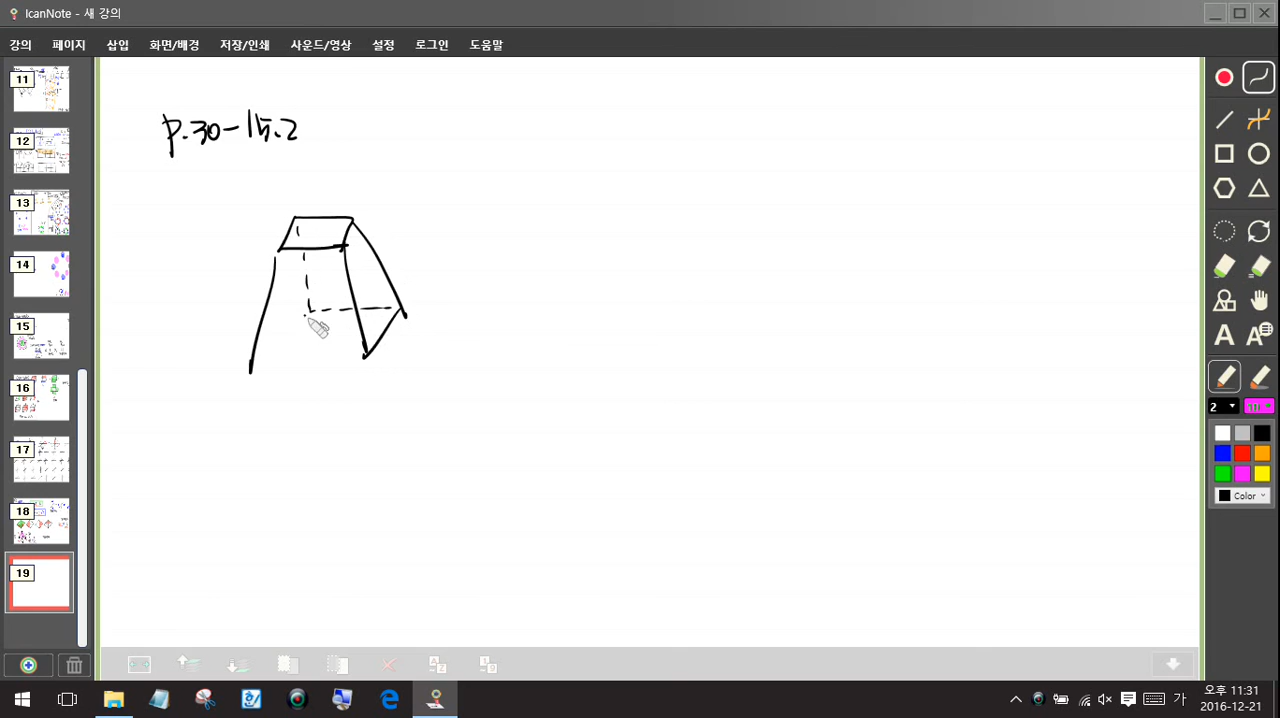 IcanNote - 새 강의
강의 페이지 삽입 화면/배경 저장/인쇄 사운드/영상 설정 로그인 도움말
p.30-15.2
11
12
13
14
15
16
17
18
19
A
A
2
Color
가
오후 11:31
2016-12-21